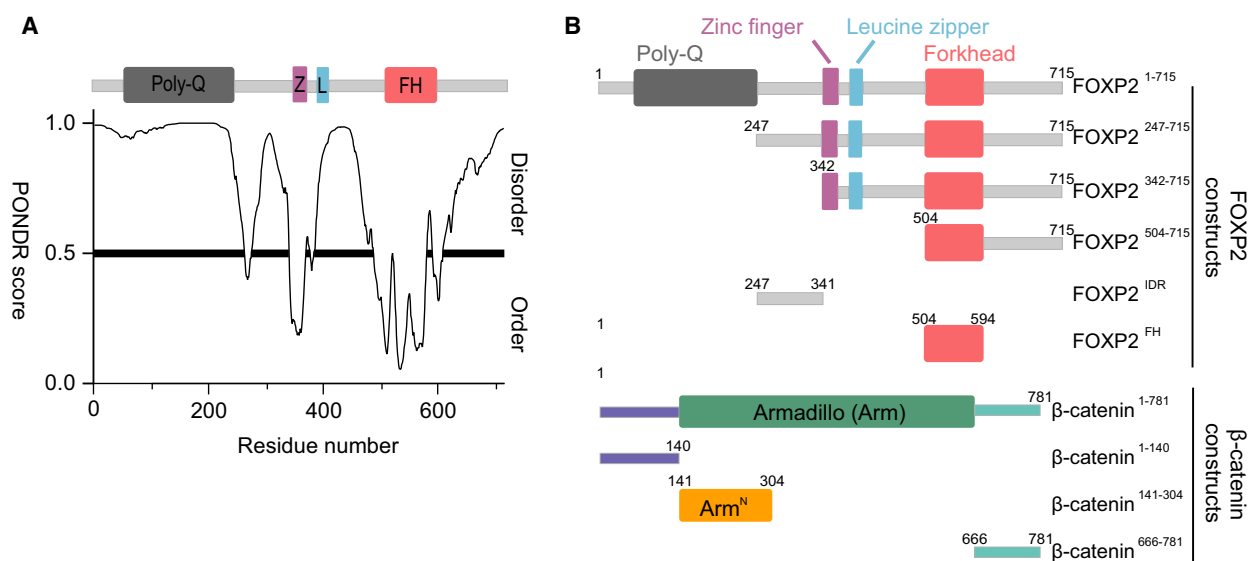 A
Poly-Q
Z
L
FH
1.0
0.5
0.0
PONDR score
Disorder
Order
0
200
400
600
Residue number
B
Zinc finger
Leucine zipper
Poly-Q
Forkhead
1
715
FOXP2 1-715
247
715
FOXP2 247-715
342
715
FOXP2 342-715
504
715
FOXP2 504-715
247
341
FOXP2 IDR
1
504
594
FOXP2 FH
FOXP2
constructs
1
Armadillo (Arm)
781
β-catenin 1-781
140
β-catenin 1-140
141
304
Arm N
β-catenin 141-304
666
781
β-catenin 666-781
β-catenin
constructs